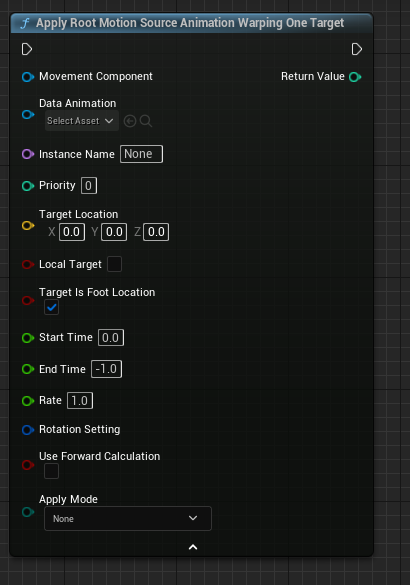 f Apply Root Motion Source Animation Warping One Target
Movement Component
Return Value
Data Animation
Select Asset
Instance Name None
Priority 0
Target Location
X 0.0 Y 0.0 Z 0.0
Local Target
Target Is Foot Location
Start Time 0.0
End Time -1.0
Rate 1.0
Rotation Setting
Use Forward Calculation
Apply Mode
None